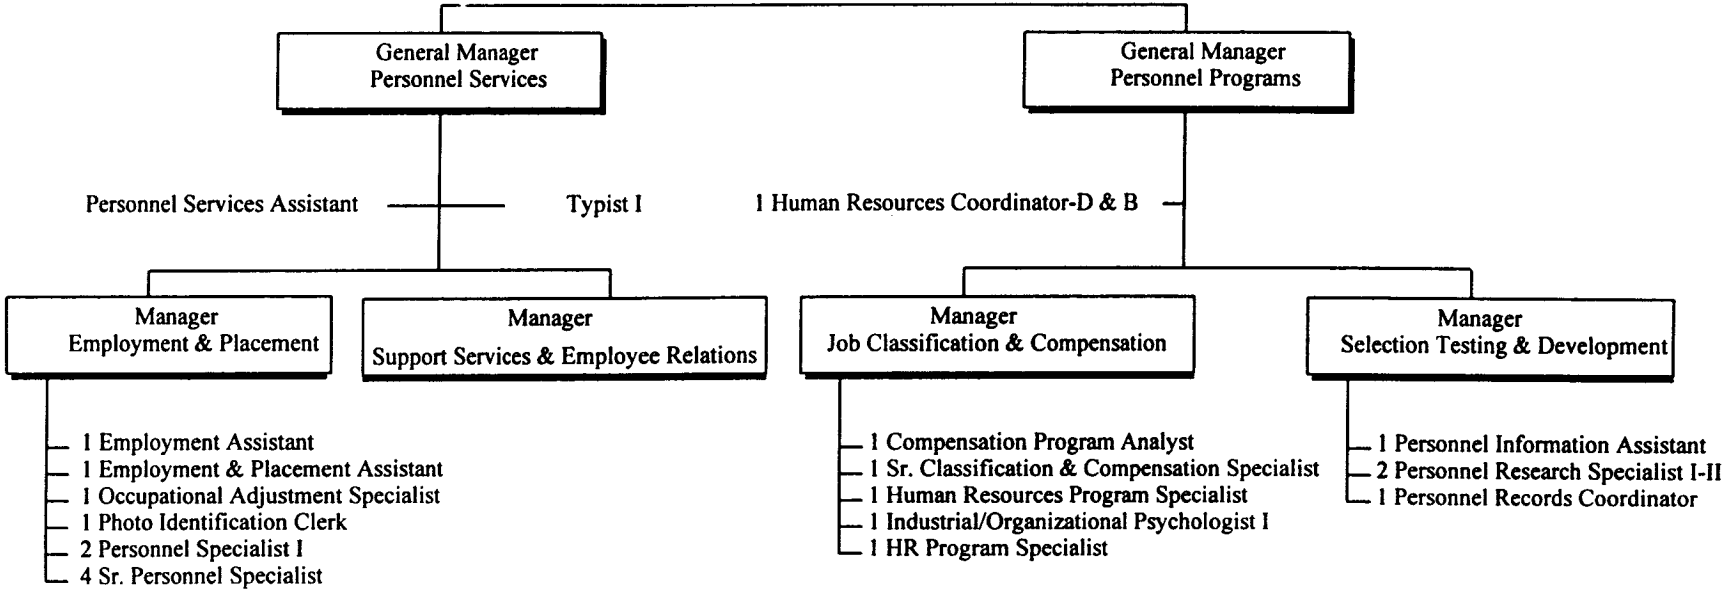 General Manager
Personnel Services
General Manager
Personnel Programs
Personnel Services Assistant
Typist I
1 Human Resources Coordinator-D & B
Manager
Employment & Placement
Manager
Support Services & Employee Relations
Manager
Job Classification & Compensation
Manager
Selection Testing & Development
1 Employment Assistant
1 Employment & Placement Assistant
1 Occupational Adjustment Specialist
1 Photo Identification Clerk
2 Personnel Specialist I
4 Sr. Personnel Specialist
1 Compensation Program Analyst
1 Sr. Classification & Compensation Specialist
1 Human Resources Program Specialist
1 Industrial/Organizational Psychologist I
1 HR Program Specialist
1 Personnel Information Assistant
2 Personnel Research Specialist I-II
1 Personnel Records Coordinator